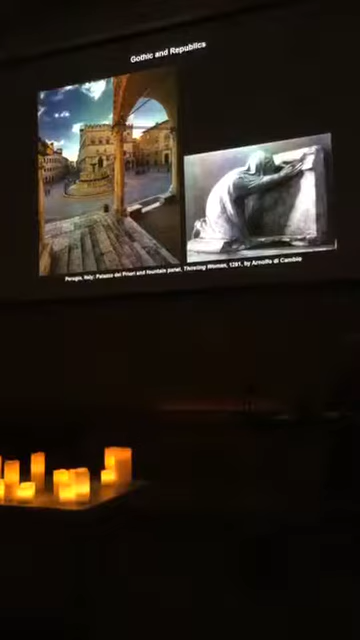 Gothic and Republics
Perugia, Italy: Palazzo dei Priori and fountain panel, Thirsting Woman, 1281, by Arnolfo di Cambio